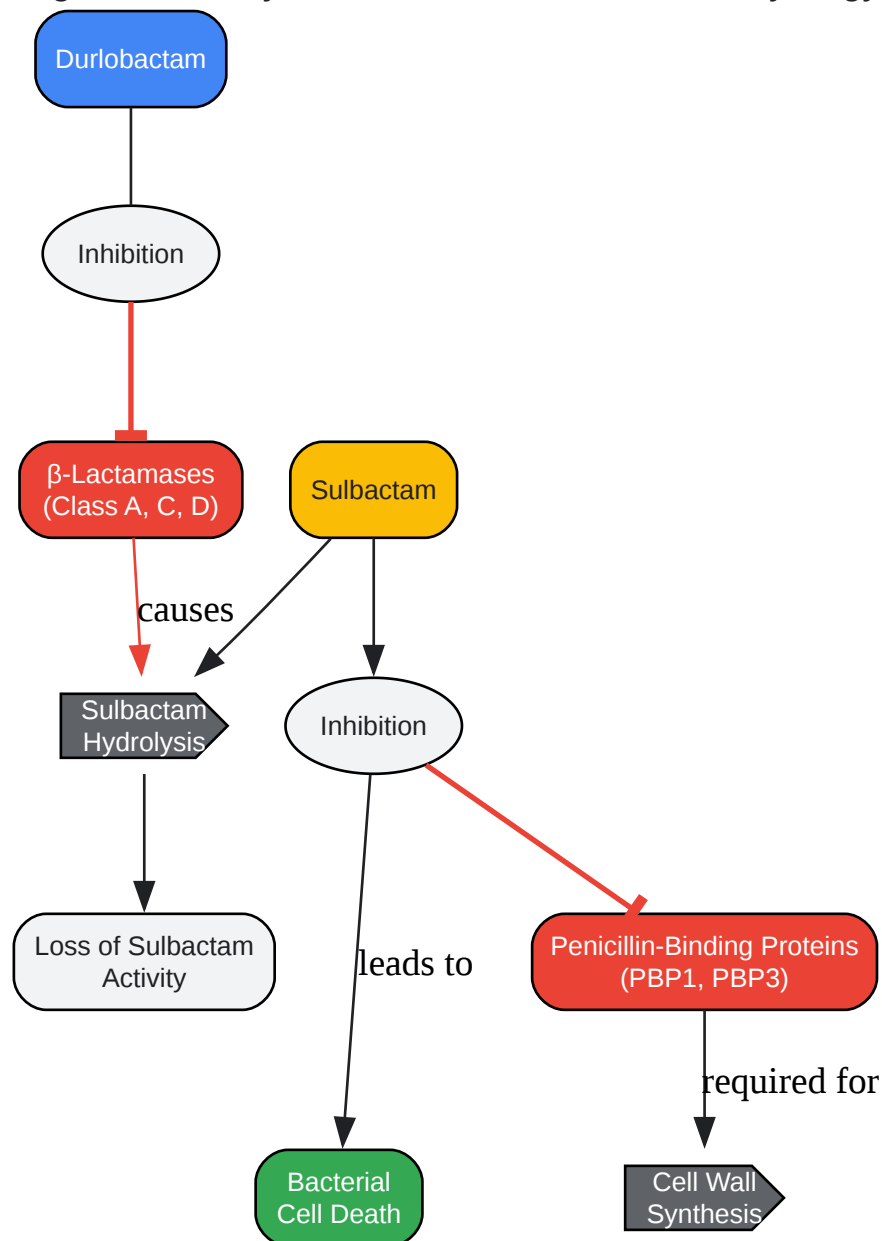 Durlobactam
Inhibition
β-Lactamases
(Class A, C, D)
Sulbactam
causes
Sulbactam
Hydrolysis
Inhibition
Loss of Sulbactam
Activity
leads to
Penicillin-Binding Proteins
(PBP1, PBP3)
required for
Bacterial
Cell Death
Cell Wall
Synthesis